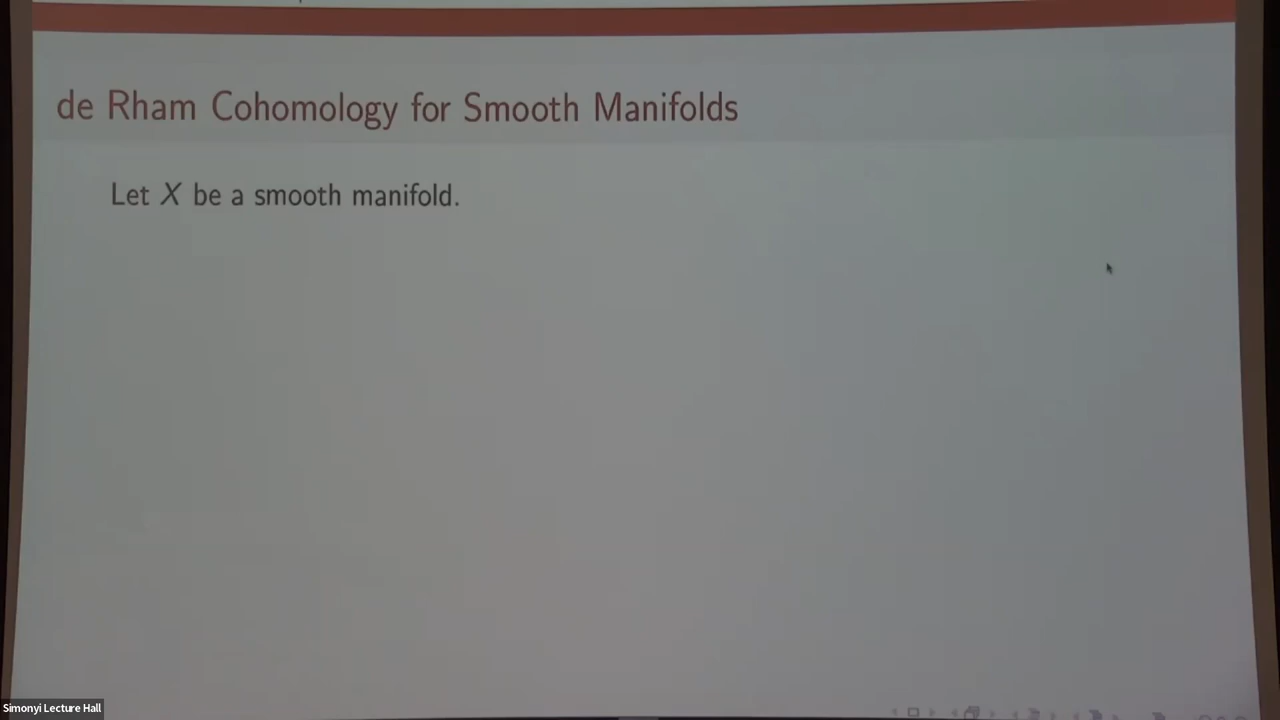 de Rham Cohomology for Smooth Manifolds
Let X be a smooth manifold.
Simonyi Lecture Hall